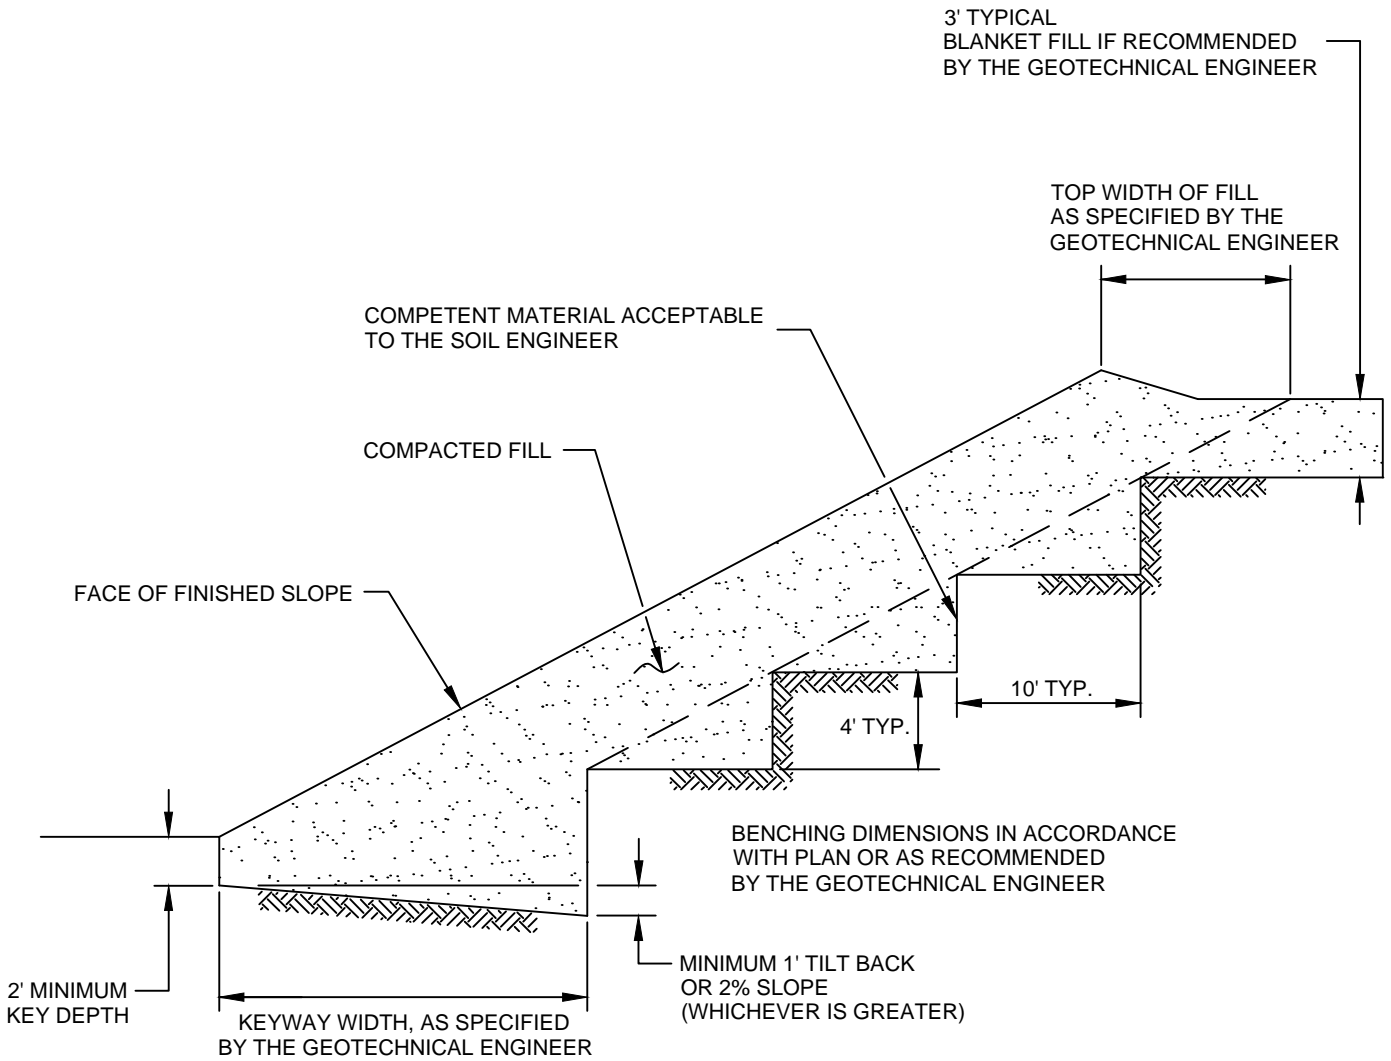 3' TYPICAL
BLANKET FILL IF RECOMMENDED
BY THE GEOTECHNICAL ENGINEER
TOP WIDTH OF FILL
AS SPECIFIED BY THE
GEOTECHNICAL ENGINEER
COMPETENT MATERIAL ACCEPTABLE
TO THE SOIL ENGINEER
COMPACTED FILL
FACE OF FINISHED SLOPE
10' TYP.
4' TYP.
BENCHING DIMENSIONS IN ACCORDANCE
WITH PLAN OR AS RECOMMENDED
BY THE GEOTECHNICAL ENGINEER
MINIMUM 1' TILT BACK
OR 2% SLOPE
(WHICHEVER IS GREATER)
2' MINIMUM
KEY DEPTH
KEYWAY WIDTH, AS SPECIFIED
BY THE GEOTECHNICAL ENGINEER